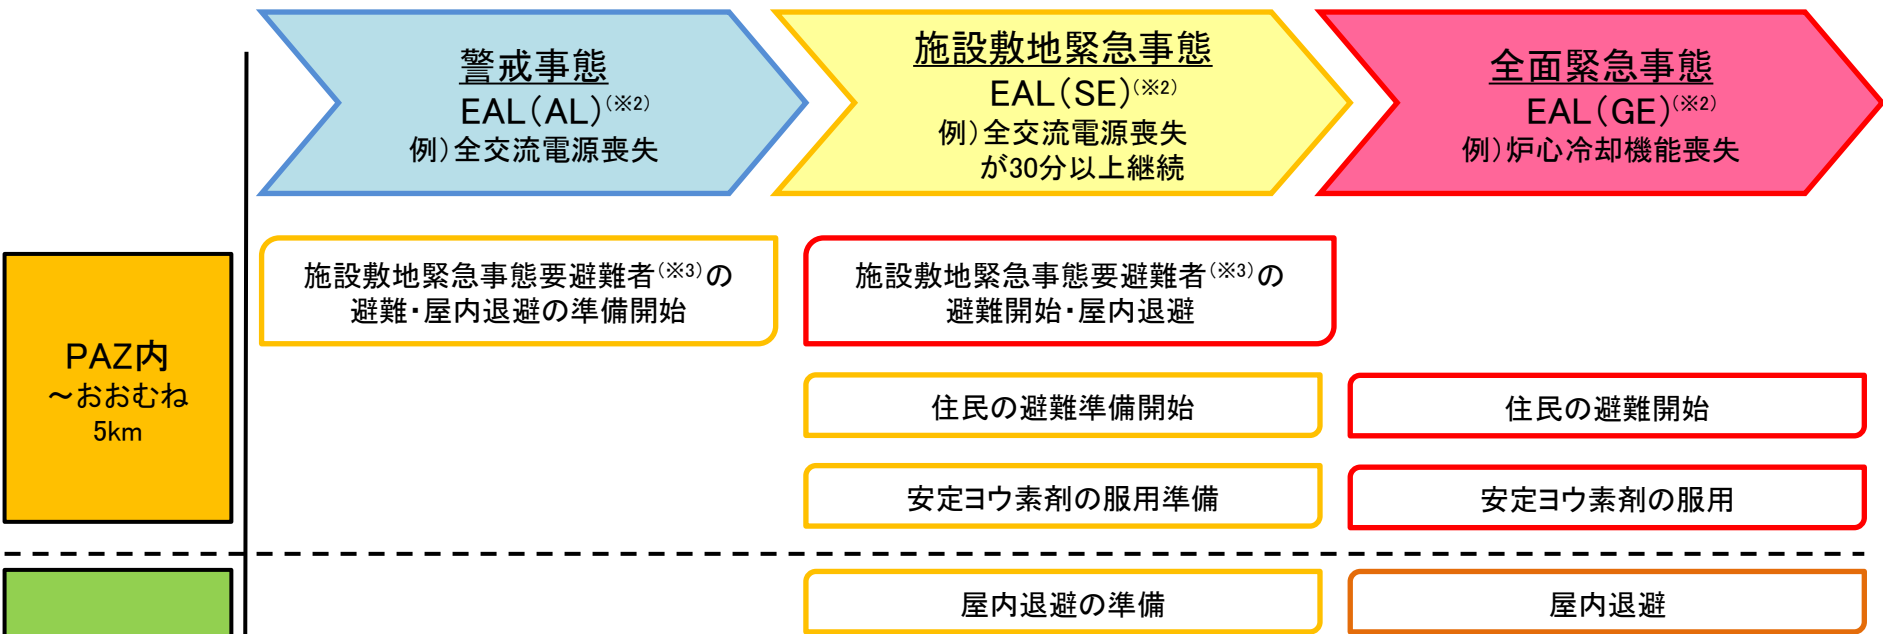 警戒事態
EAL(AL)(※2)
例)全交流電源喪失
施設敷地緊急事態
EAL(SE)(※2)
例)全交流電源喪失
が30分以上継続
全面緊急事態
EAL(GE)(※2)
例)炉心冷却機能喪失
PAZ内
～おおむね
5km
施設敷地緊急事態要避難者(※3)の
避難・屋内退避の準備開始
施設敷地緊急事態要避難者(※3)の
避難開始・屋内退避
住民の避難準備開始
住民の避難開始
安定ヨウ素剤の服用準備
安定ヨウ素剤の服用
屋内退避の準備
屋内退避